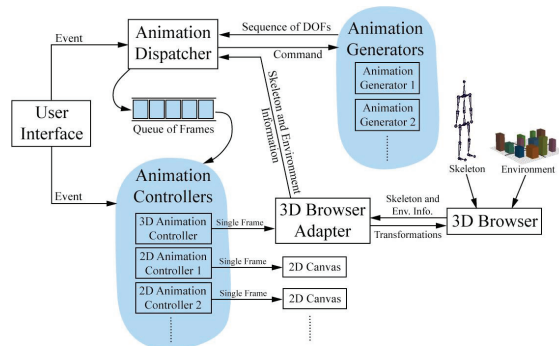 Event
Animation
Dispatcher
Sequence of DOFs
Command
Animation
Generators
Animation
Generator 1
Animation
Generator 2
User
Interface
Queue of Frames
Skeleton and Environment
Information
Skeleton
Environment
Event
Animation
Controllers
3D Animation
Controller
Single Frame
3D Browser
Adapter
Skeleton and
Env. Info.
Transformations
3D Browser
2D Animation
Controller 1
Single Frame
2D Canvas
2D Animation
Controller 2
Single Frame
2D Canvas